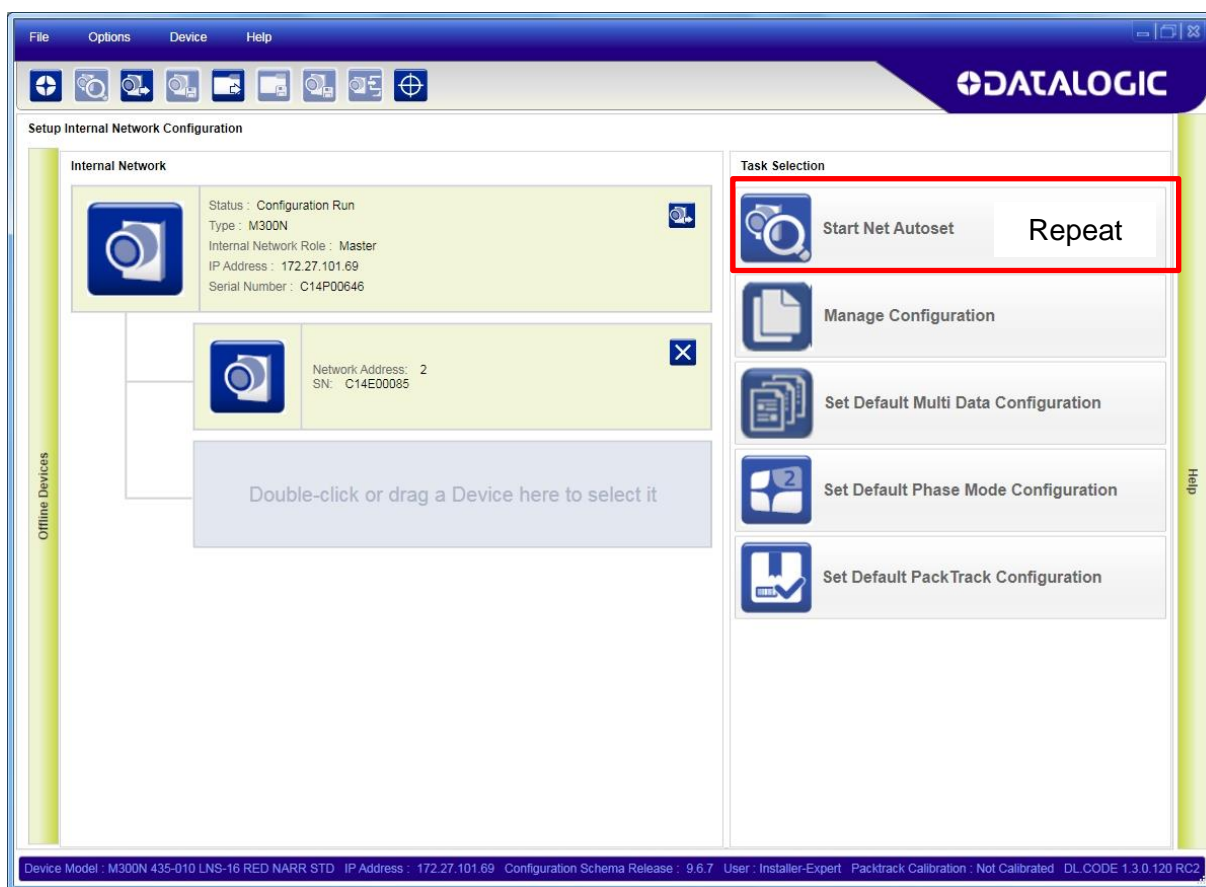 File Options Device Help
DATALOGIC
Setup Internal Network Configuration
Internal Network
Status : Configuration Run
Type : M300N
Internal Network Role : Master
IP Address : 172.27.101.69
Serial Number : C14P00646
Network Address: 2
SN: C14E00085
Double-click or drag a Device here to select it
Offline Devices
Task Selection
Start Net Autoset Repeat
Manage Configuration
Set Default Multi Data Configuration
2
Set Default Phase Mode Configuration
Set Default PackTrack Configuration
Help
Device Model : M300N 435-010 LNS-16 RED NARR STD IP Address : 172.27.101.69 Configuration Schema Release : 9.6.7 User : Installer-Expert Packtrack Calibration : Not Calibrated DL.CODE 1.3.0.120 RC2